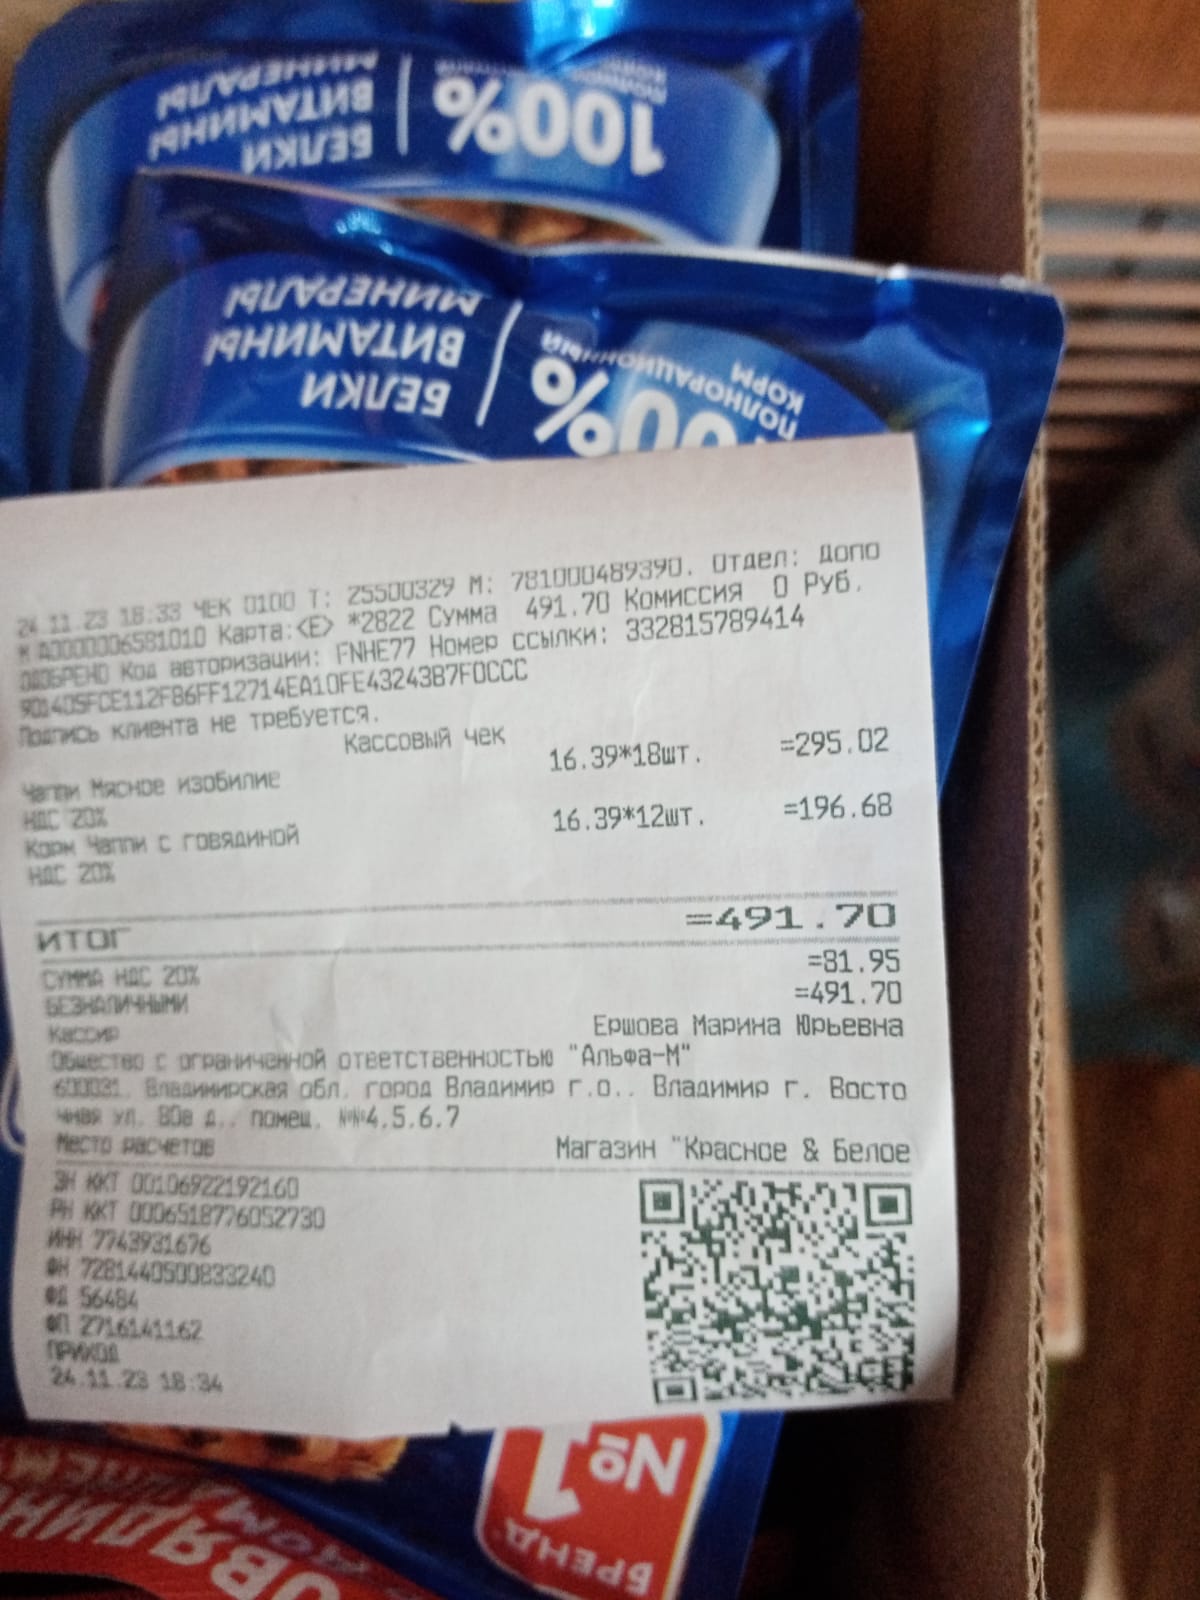 100%
БЕЛКИ
ВИТАМИНЫ
МИНЕРАЛЫ
ПОЛНОРАЦИОННЫЙ
КОРМ
БЕЛКИ
ВИТАМИНЫ
МИНЕРАЛЫ
24.11.23 18:33 ЧЕК 0100 Т: 25500329 М: 781000489390. Отдел: Допо
A0000006581010 Карта:<E> *2822 Сумма 491.70 Комиссия 0 Руб.
ОДОБРЕНО Код авторизации: FNHE77 Номер ссылки: 332815789414
901405FCE112F86FF12714EA10FE43243B7F0CCC
Подпись клиента не требуется.
Кассовый чек
Чаппи Мясное изобилие 16.39*18шт. =295.02
НДС 20%
Корм Чаппи с говядиной 16.39*12шт. =196.68
НДС 20%
ИТОГ =491.70
СУММА НДС 20% =81.95
БЕЗНАЛИЧНЫМИ =491.70
Кассир Ершова Марина Юрьевна
Общество с ограниченной ответственностью "Альфа-М"
600031. Владимирская обл. город Владимир г.о.. Владимир г. Восто
чная ул. 80в д.. помещ. №№4.5.6.7
Место расчетов Магазин "Красное & Белое
ЗН ККТ 00106922192160
РН ККТ 0006518776052730
ИНН 7743931676
ФН 7281440500833240
ФД 56484
ФП 2716141162
ПРИХОД
24.11.23 18:34
№1
БРЕНД